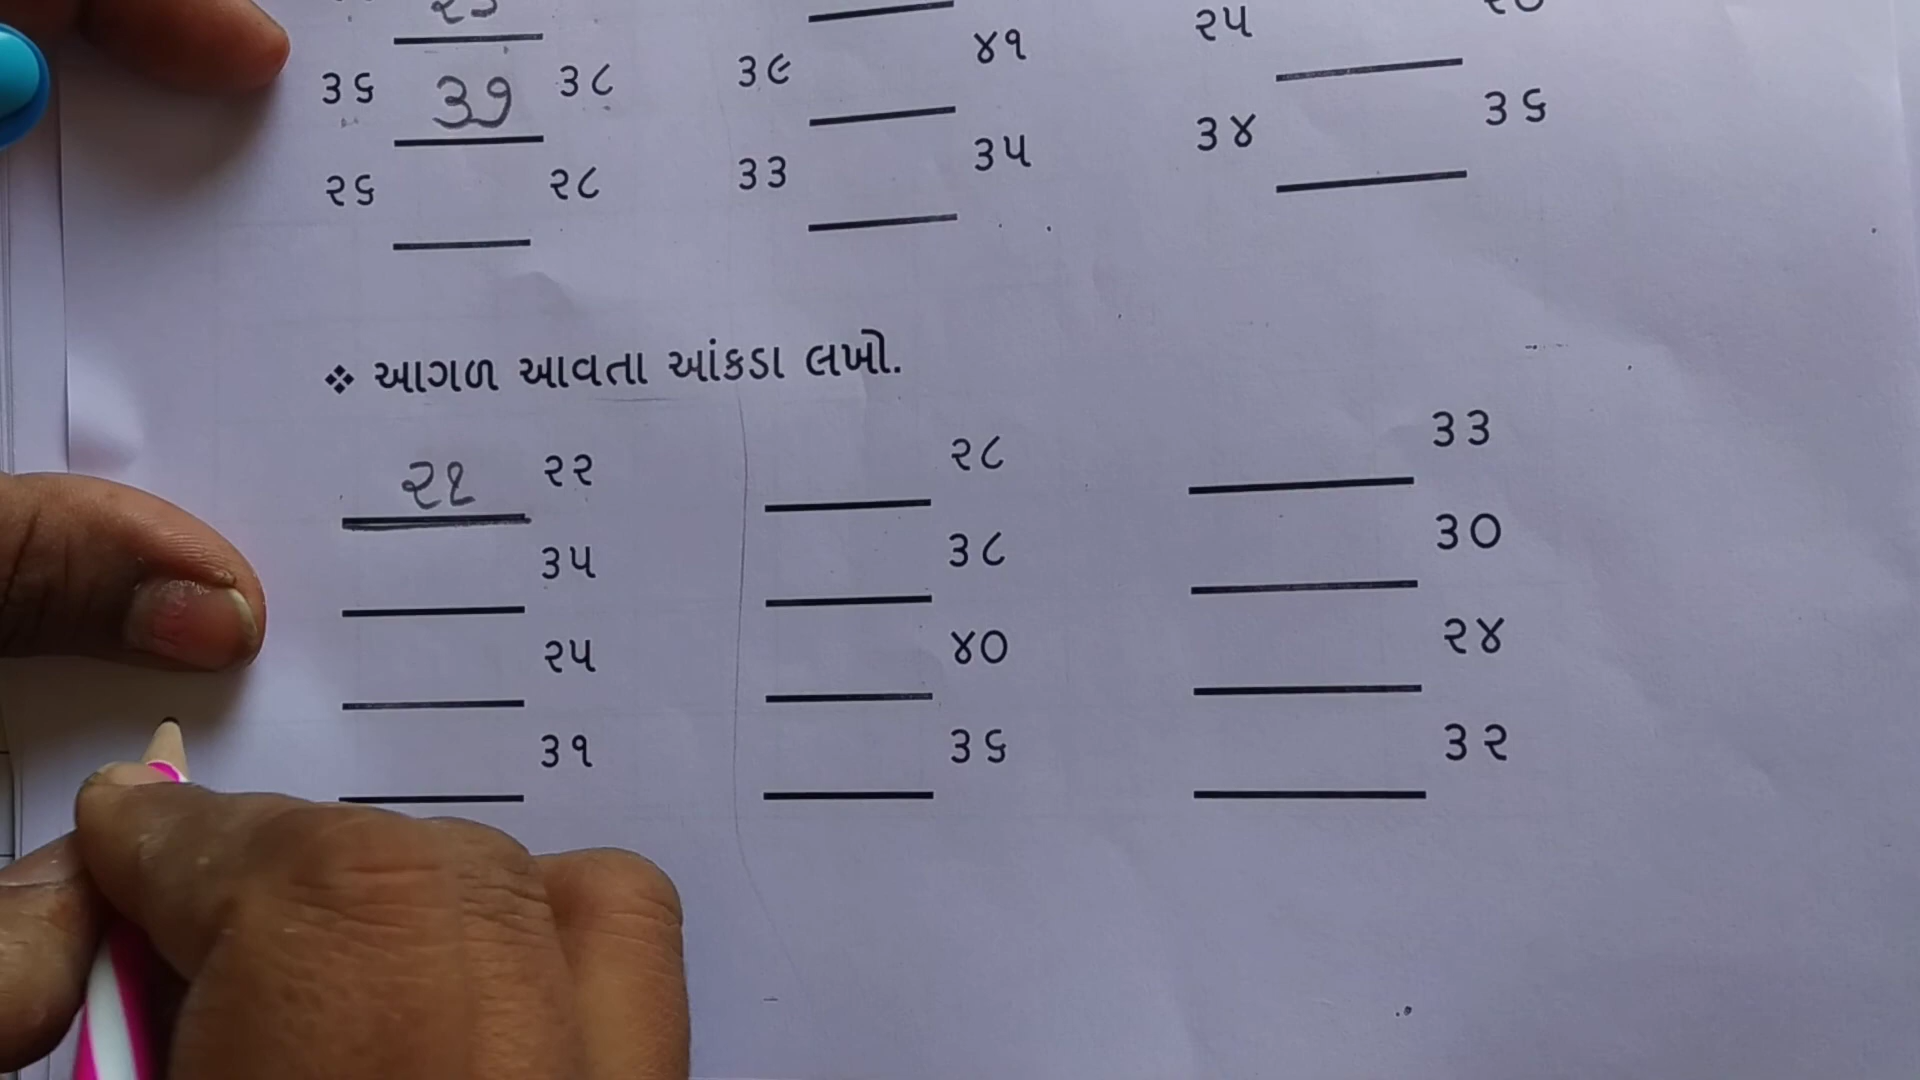 ૨૫
૩૬ ૩૭ ૩૮ ૩૯ ૪૧ ૩૪ ૩૬
૨૬ ૨૮ ૩૩ ૩૫
❖ આગળ આવતા આંકડા લખો.
૨૧ ૨૨ ૨૮ ૩૩
૩૫ ૩૮ ૩૦
૨૫ ૪૦ ૨૪
૩૧ ૩૬ ૩૨